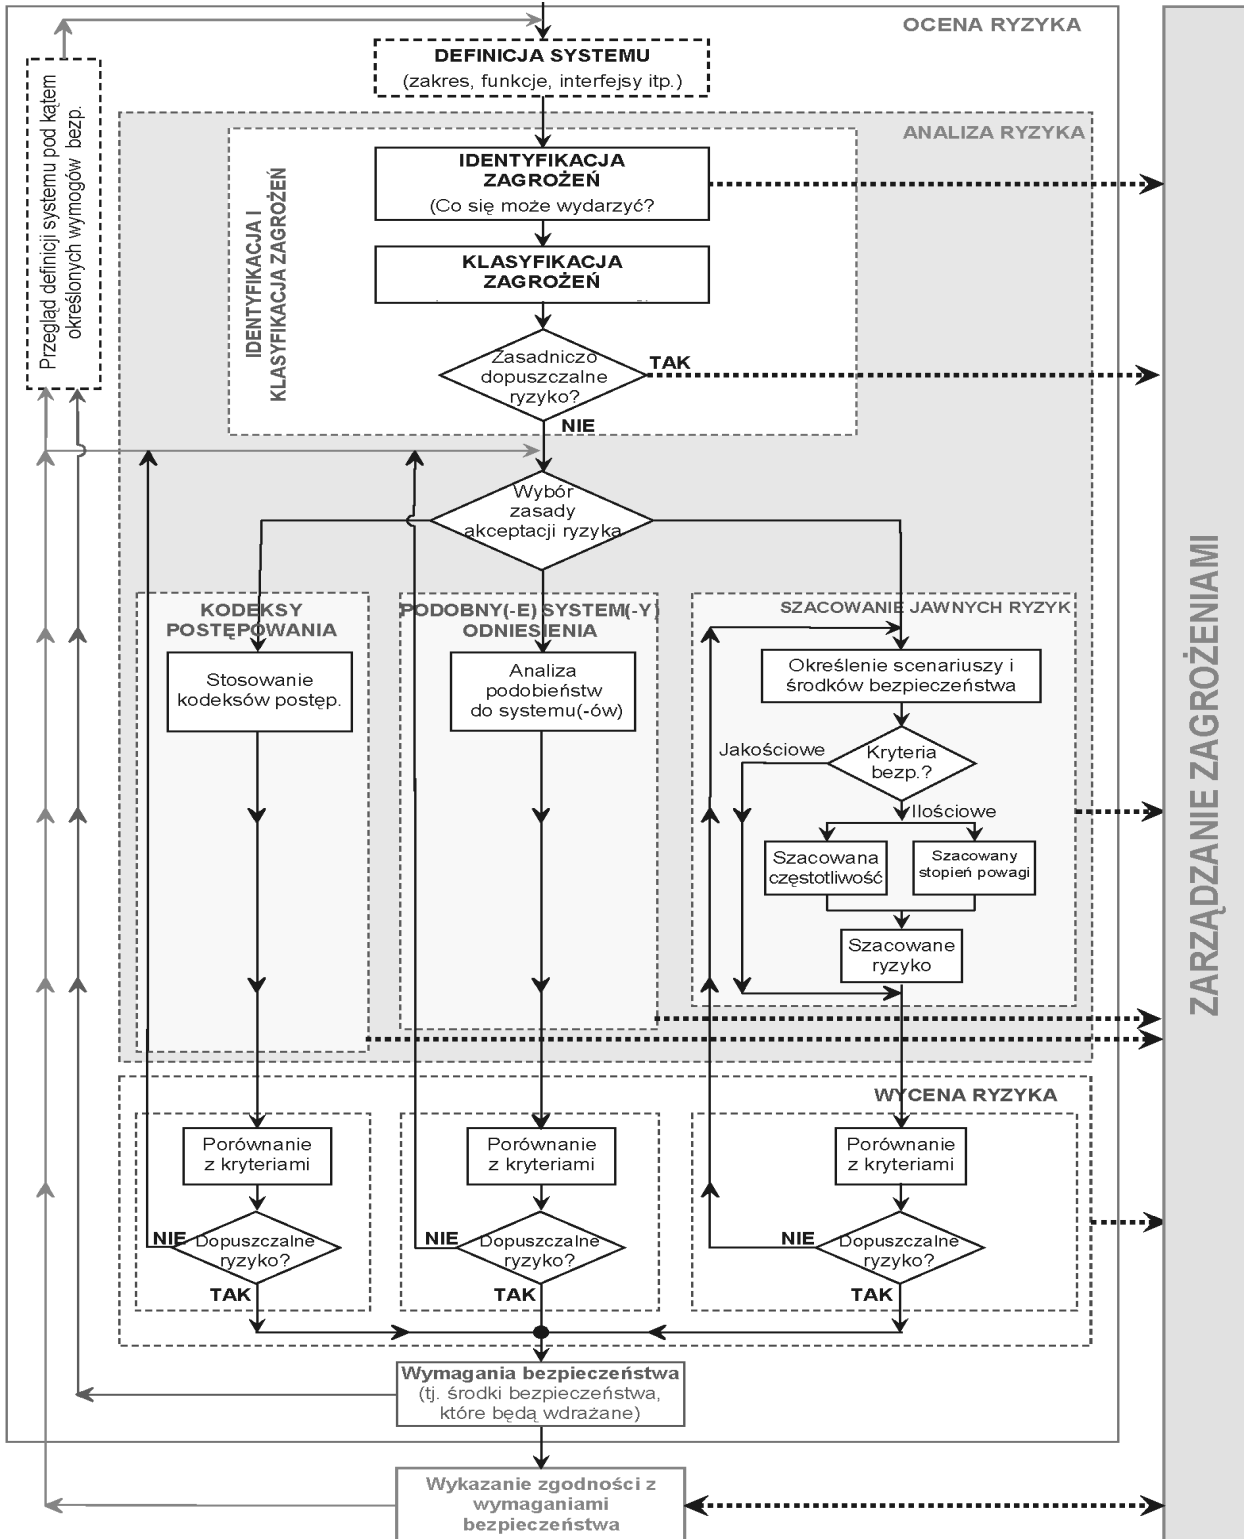 OCENA RYZYKA
DEFINICJA SYSTEMU
(zakres, funkcje, interfejsy itp.)
Przegląd definicji systemu pod kątem
określonych wymogów bezp.
ANALIZA RYZYKA
IDENTYFIKACJA I
KLASYFIKACJA ZAGROŻEŃ
IDENTYFIKACJA
ZAGROŻEŃ
(Co się może wydarzyć?
KLASYFIKACJA
ZAGROŻEŃ
Zasadniczo
dopuszczalne
ryzyko?
TAK
NIE
Wybór
zasady
akceptacji ryzyka
KODEKSY
POSTĘPOWANIA
Stosowanie
kodeksów postęp.
PODOBNY(-E) SYSTEM(-Y)
ODNIESIENIA
Analiza
podobieństw
do systemu(-ów)
SZACOWANIE JAWNYCH RYZYK
Określenie scenariuszy i
środków bezpieczeństwa
Jakościowe
Kryteria
bezp.?
Ilościowe
Szacowana
częstotliwość
Szacowany
stopień powagi
Szacowane
ryzyko
WYCENA RYZYKA
Porównanie
z kryteriami
NIE
Dopuszczalne
ryzyko?
TAK
Porównanie
z kryteriami
NIE
Dopuszczalne
ryzyko?
TAK
Porównanie
z kryteriami
NIE
Dopuszczalne
ryzyko?
TAK
Wymagania bezpieczeństwa
(tj. środki bezpieczeństwa,
które będą wdrażane)
Wykazanie zgodności z
wymaganiami
bezpieczeństwa
ZARZĄDZANIE ZAGROŻENIAMI